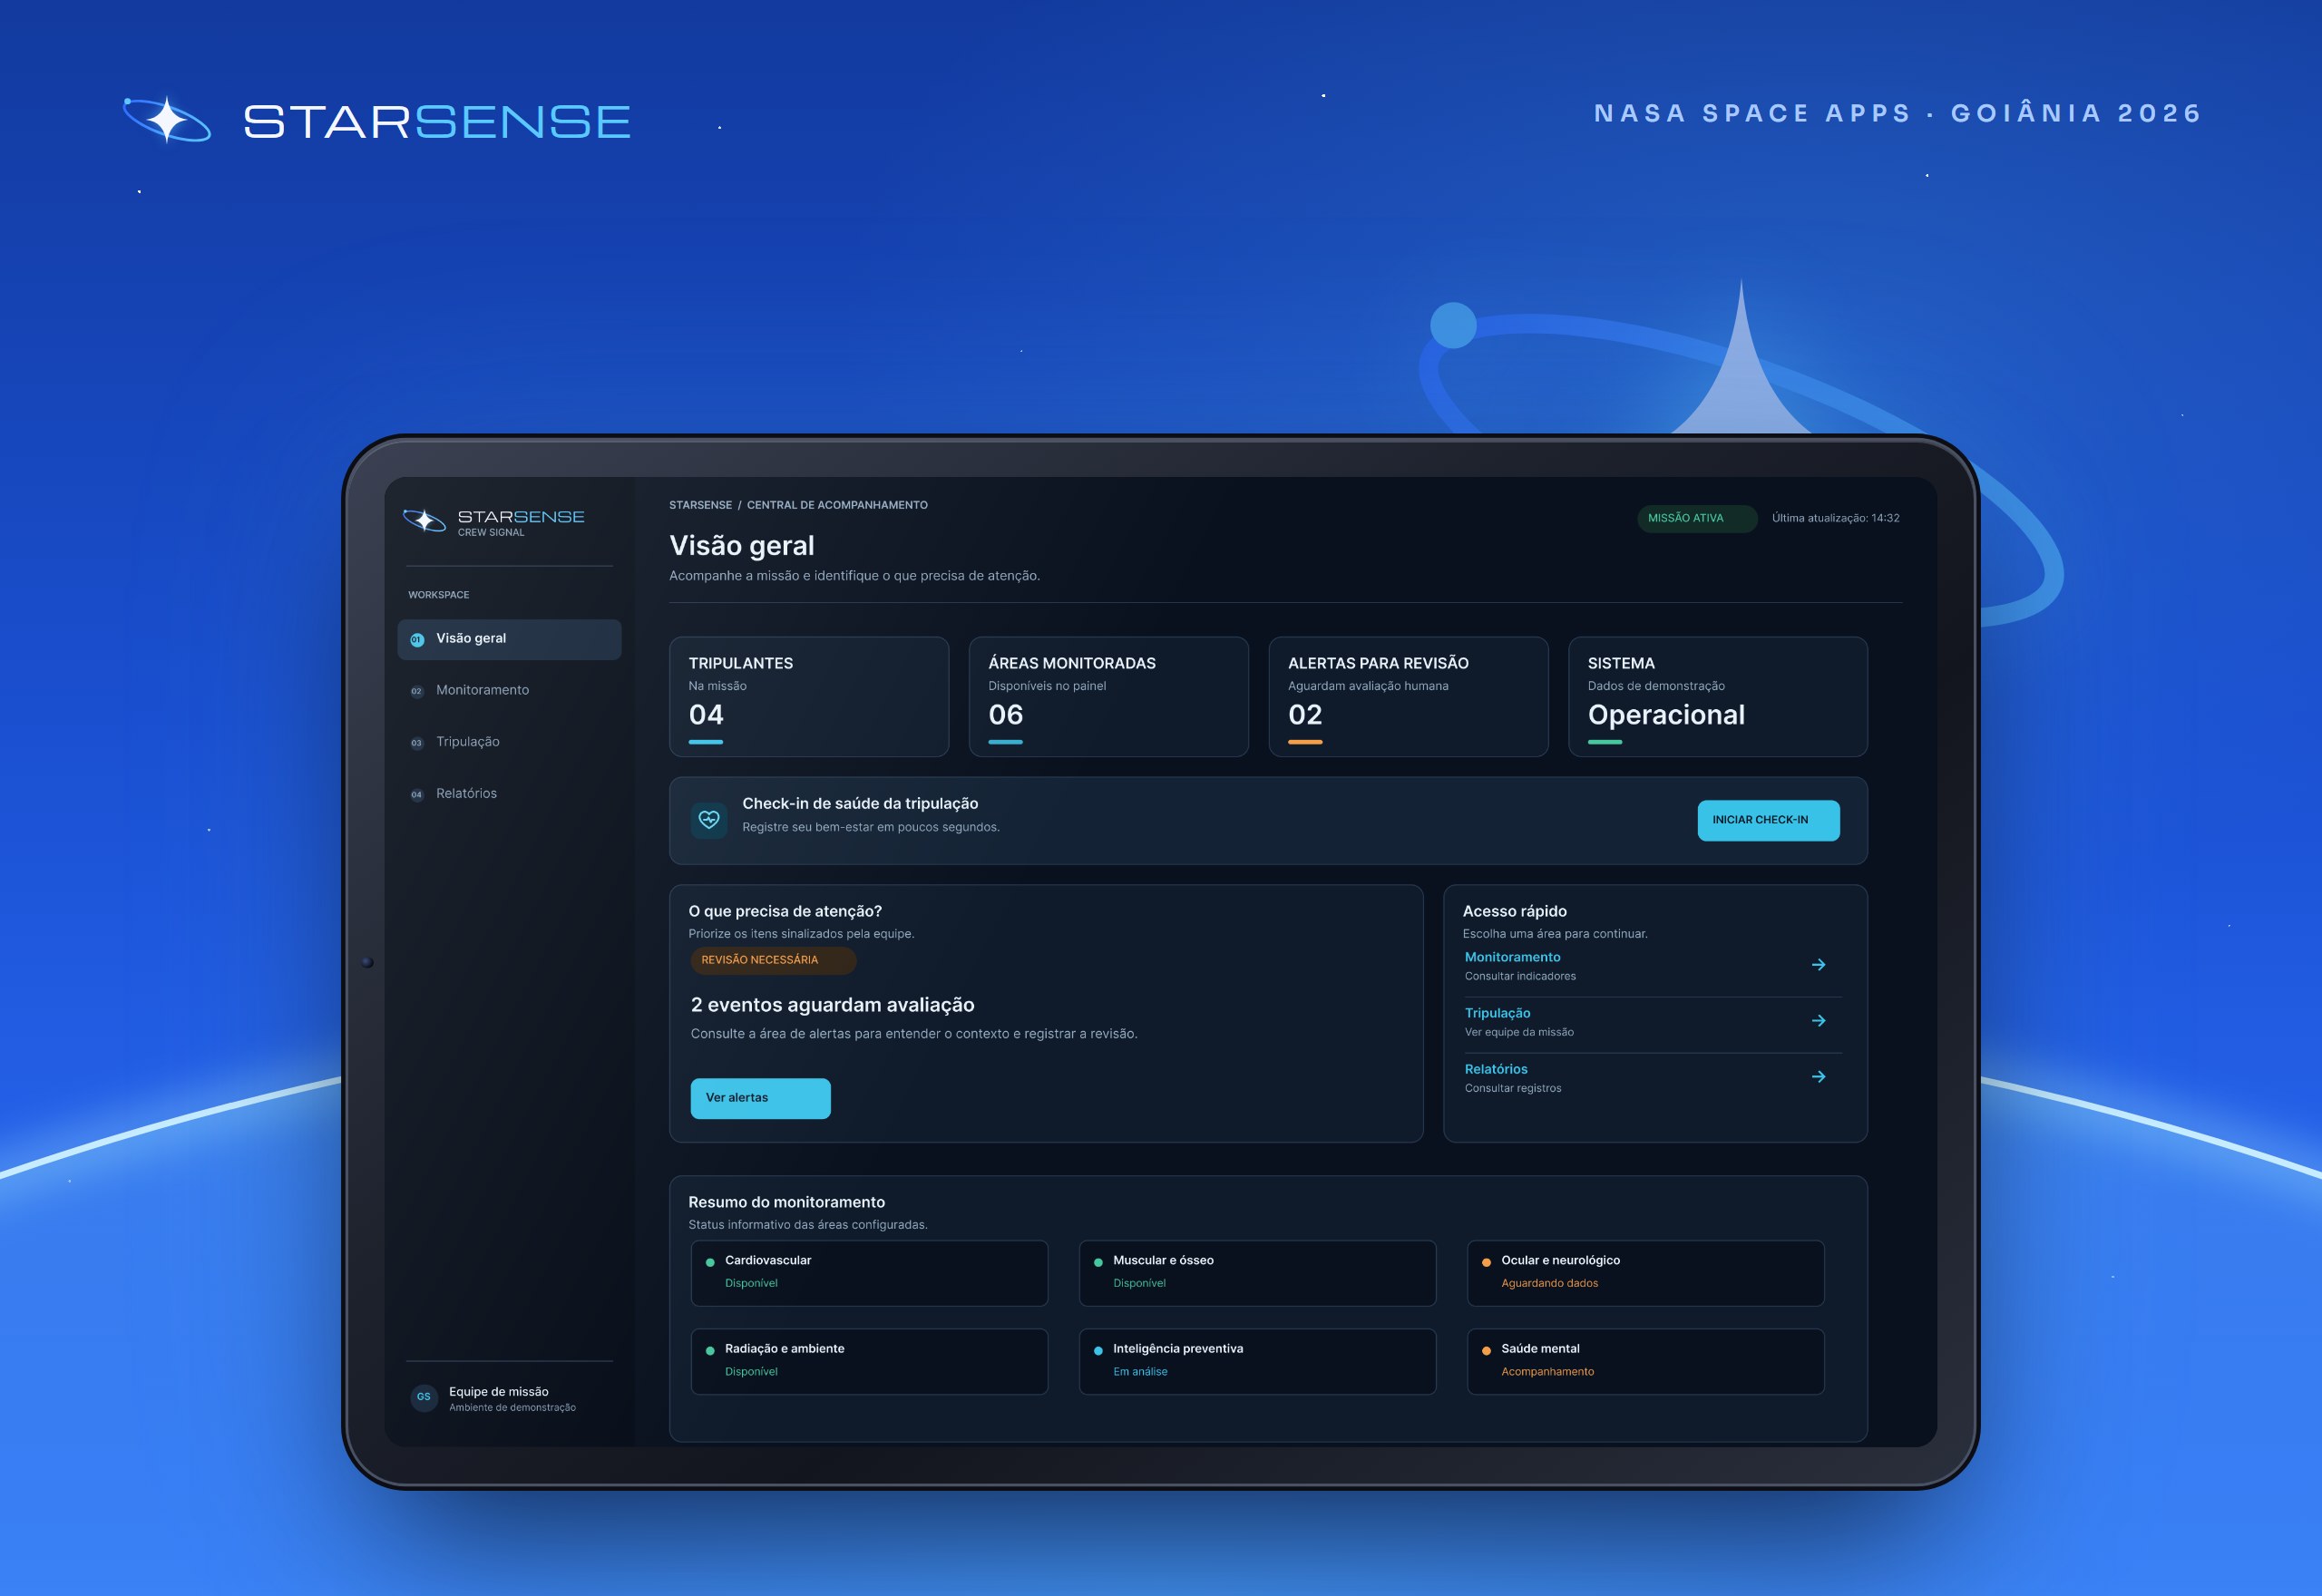 STARSENSE
NASA SPACE APPS · GOIÂNIA 2026
STARSENSE
CREW SIGNAL
WORKSPACE
01 Visão geral
02 Monitoramento
03 Tripulação
04 Relatórios
GS
Equipe de missão
Ambiente de demonstração
STARSENSE / CENTRAL DE ACOMPANHAMENTO
Visão geral
Acompanhe a missão e identifique o que precisa de atenção.
MISSÃO ATIVA
Última atualização: 14:32
TRIPULANTES
Na missão
04
ÁREAS MONITORADAS
Disponíveis no painel
06
ALERTAS PARA REVISÃO
Aguardam avaliação humana
02
SISTEMA
Dados de demonstração
Operacional
Check-in de saúde da tripulação
Registre seu bem-estar em poucos segundos.
INICIAR CHECK-IN
O que precisa de atenção?
Priorize os itens sinalizados pela equipe.
REVISÃO NECESSÁRIA
2 eventos aguardam avaliação
Consulte a área de alertas para entender o contexto e registrar a revisão.
Ver alertas
Acesso rápido
Escolha uma área para continuar.
Monitoramento
Consultar indicadores
Tripulação
Ver equipe da missão
Relatórios
Consultar registros
Resumo do monitoramento
Status informativo das áreas configuradas.
Cardiovascular
Disponível
Muscular e ósseo
Disponível
Ocular e neurológico
Aguardando dados
Radiação e ambiente
Disponível
Inteligência preventiva
Em análise
Saúde mental
Acompanhamento